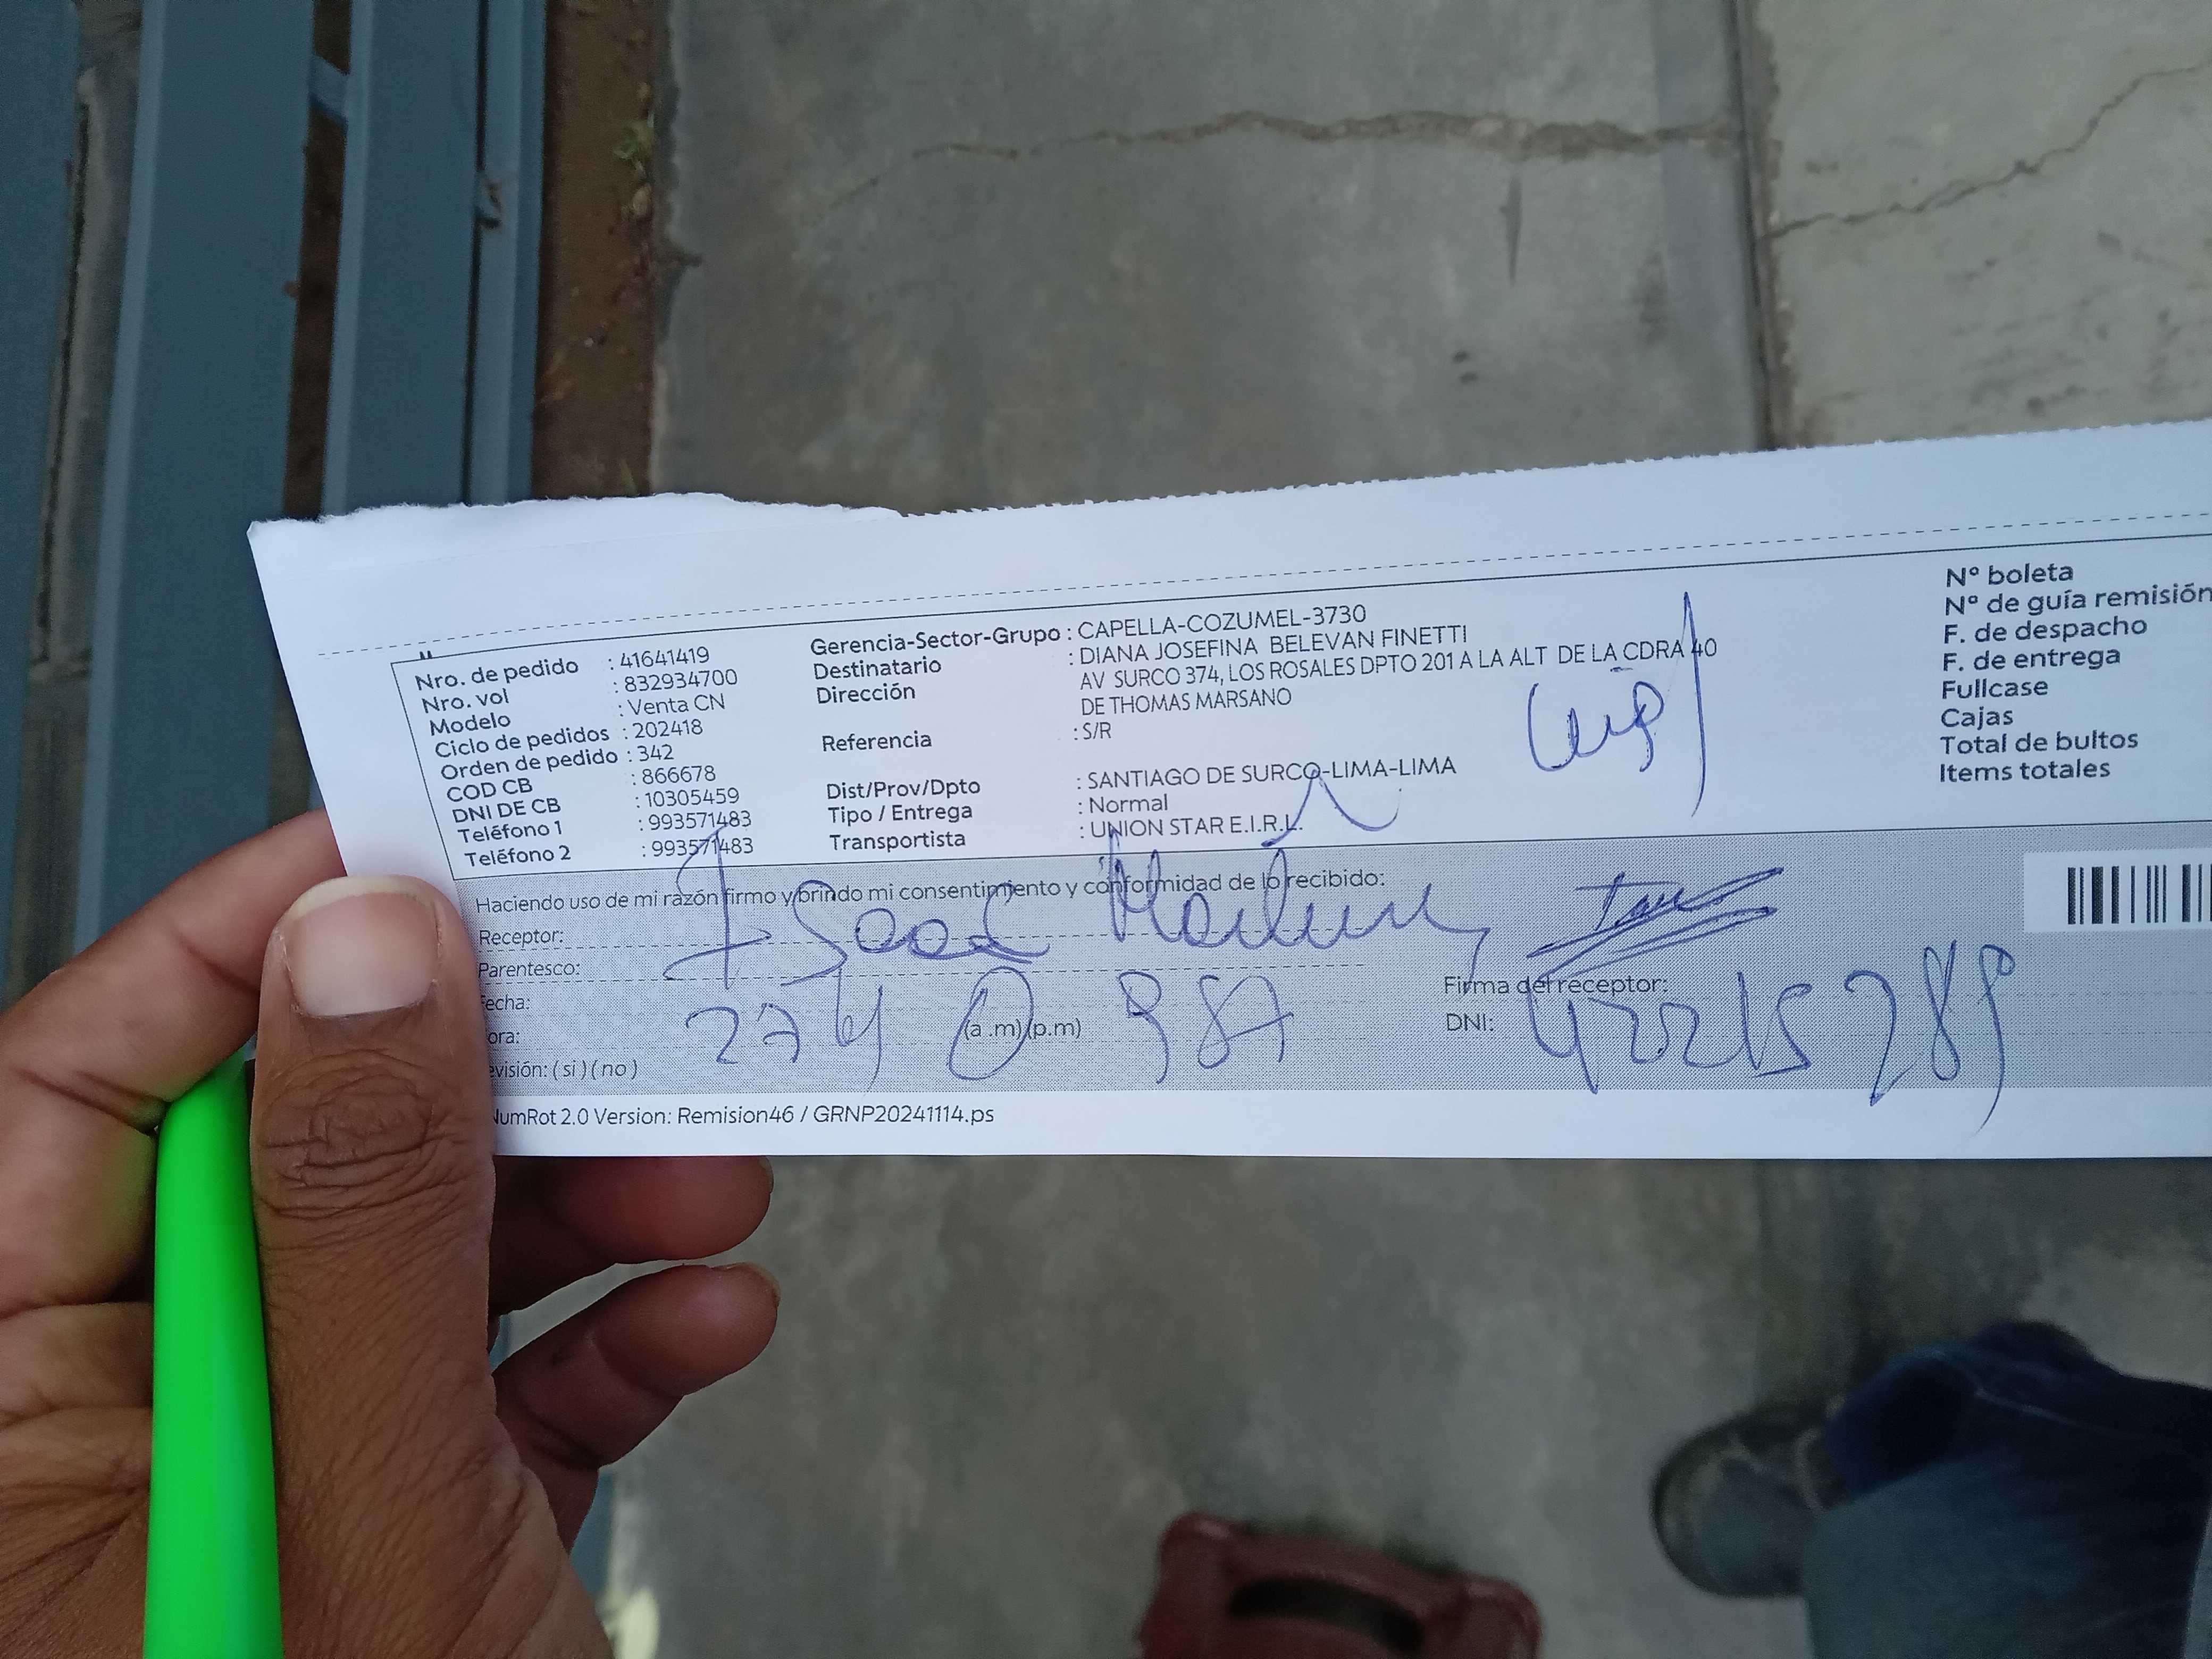 Nro. de pedido : 41641419
Nro. vol : 832934700
Modelo : Venta CN
Ciclo de pedidos : 202418
Orden de pedido : 342
COD CB : 866678
DNI DE CB : 10305459
Teléfono 1 : 993571483
Teléfono 2 : 993571483
Gerencia-Sector-Grupo : CAPELLA-COZUMEL-3730
Destinatario : DIANA JOSEFINA BELEVAN FINETTI
Dirección : AV SURCO 374, LOS ROSALES DPTO 201 A LA ALT DE LA CDRA 40
DE THOMAS MARSANO
Referencia : S/R
Dist/Prov/Dpto : SANTIAGO DE SURCO-LIMA-LIMA
Tipo / Entrega : Normal
Transportista : UNION STAR E.I.R.L.
N° boleta
N° de guía remisión
F. de despacho
F. de entrega
Fullcase
Cajas
Total de bultos
Items totales
Haciendo uso de mi razón firmo y brindo mi consentimiento y conformidad de lo recibido:
Receptor:
Parentesco:
echa:
ora: (a .m) (p.m)
evisión: ( si ) ( no )
Firma del receptor:
DNI: 42215289
NumRot 2.0 Version: Remision46 / GRNP20241114.ps